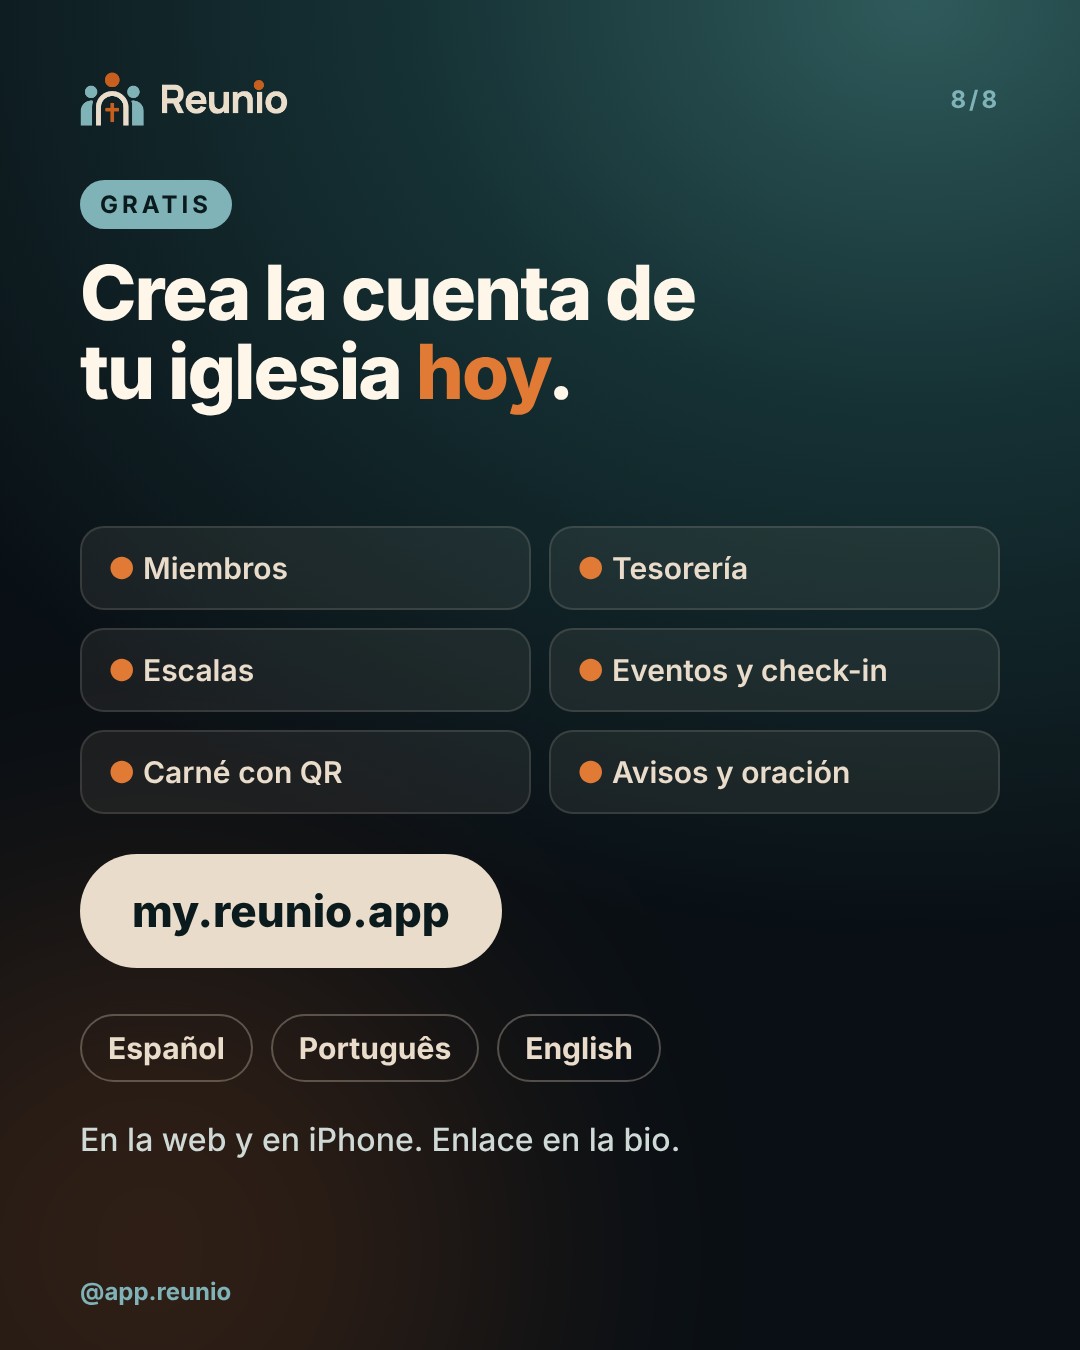 Reunio
8/8
GRATIS
Crea la cuenta de
tu iglesia hoy.
Miembros
Tesorería
Escalas
Eventos y check-in
Carné con QR
Avisos y oración
my.reunio.app
Español
Português
English
En la web y en iPhone. Enlace en la bio.
@app.reunio